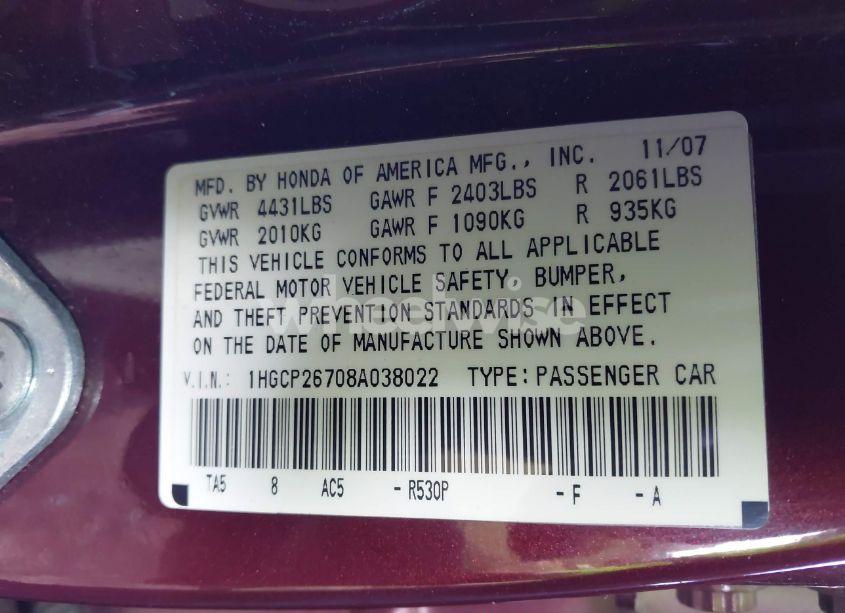 MFD. BY HONDA OF AMERICA MFG., INC. 11/07
GVWR 4431LBS GAWR F 2403LBS R 2061LBS
GVWR 2010KG GAWR F 1090KG R 935KG
THIS VEHICLE CONFORMS TO ALL APPLICABLE
FEDERAL MOTOR VEHICLE SAFETY, BUMPER,
AND THEFT PREVENTION STANDARDS IN EFFECT
ON THE DATE OF MANUFACTURE SHOWN ABOVE.
wheelwise
V.I.N.: 1HGCP26708A038022 TYPE: PASSENGER CAR
TA5 8 AC5 - R530P - F - A